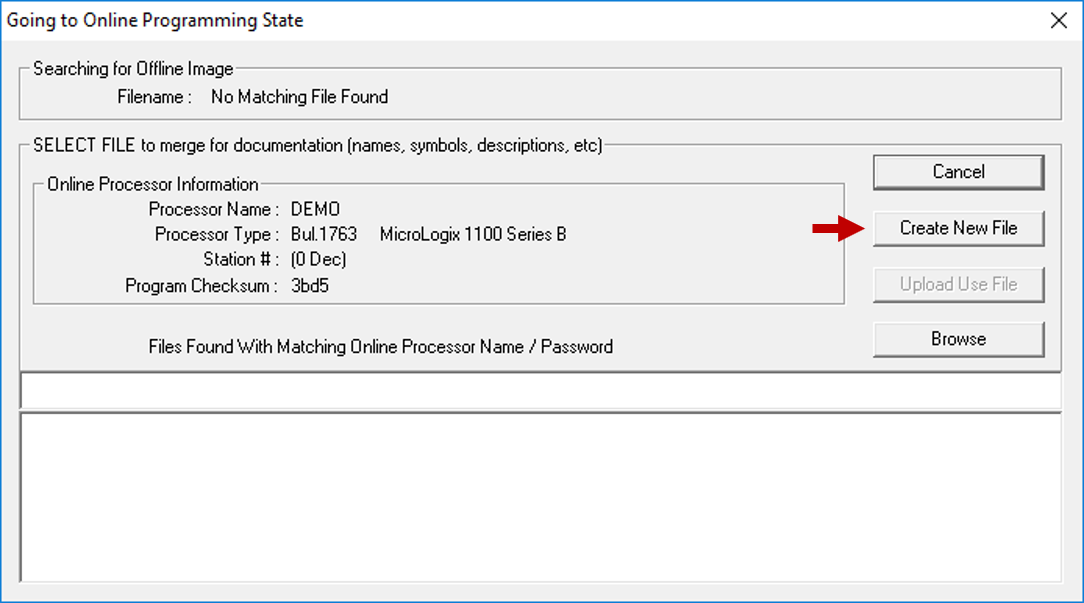 Going to Online Programming State
Searching for Offline Image
Filename : No Matching File Found
SELECT FILE to merge for documentation (names, symbols, descriptions, etc)
Online Processor Information
Processor Name : DEMO
Processor Type : Bul.1763 MicroLogix 1100 Series B
Station # : (0 Dec)
Program Checksum : 3bd5
Files Found With Matching Online Processor Name / Password
Cancel
Create New File
Upload Use File
Browse